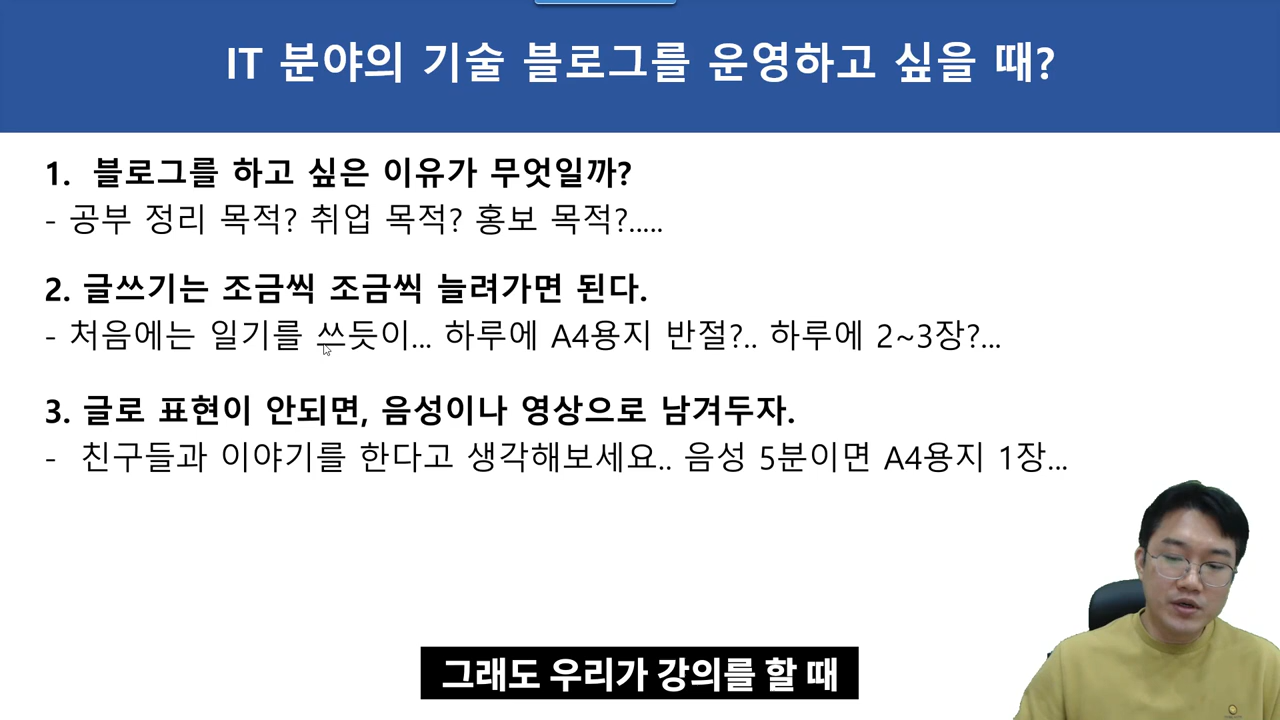 IT 분야의 기술 블로그를 운영하고 싶을 때?
1. 블로그를 하고 싶은 이유가 무엇일까?
- 공부 정리 목적? 취업 목적? 홍보 목적?.....
2. 글쓰기는 조금씩 조금씩 늘려가면 된다.
- 처음에는 일기를 쓰듯이... 하루에 A4용지 반절?.. 하루에 2~3장?...
3. 글로 표현이 안되면, 음성이나 영상으로 남겨두자.
- 친구들과 이야기를 한다고 생각해보세요.. 음성 5분이면 A4용지 1장...
그래도 우리가 강의를 할 때